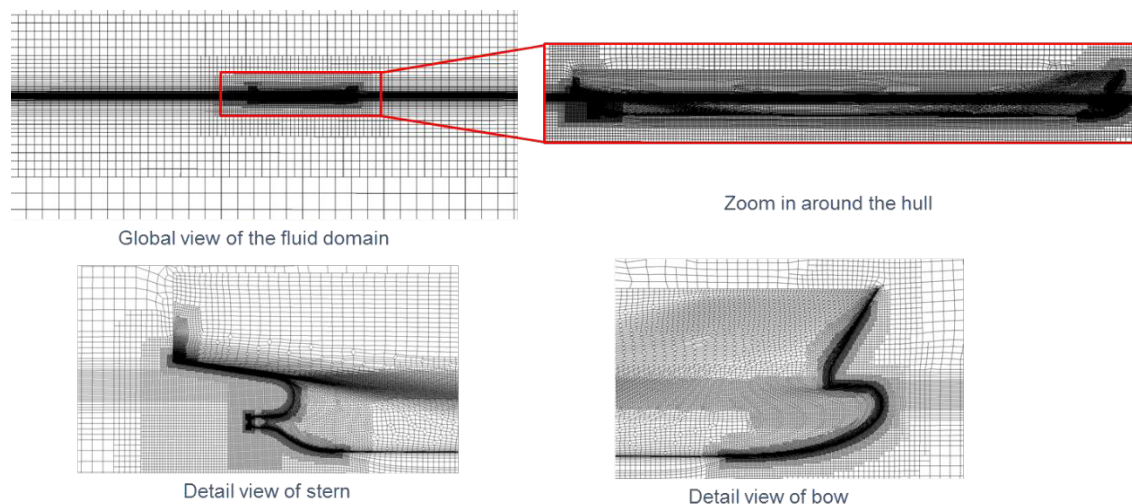 Global view of the fluid domain
Zoom in around the hull
Detail view of stern
Detail view of bow